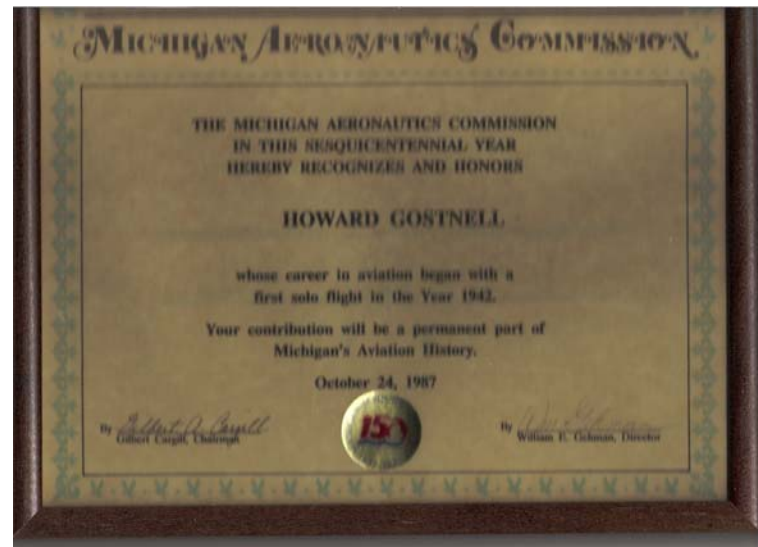 MICHIGAN AERONAUTICS COMMISSION
THE MICHIGAN AERONAUTICS COMMISSION
IN THIS SESQUICENTENNIAL YEAR
HEREBY RECOGNIZES AND HONORS
HOWARD GOSTNELL
whose career in aviation began with a
first solo flight in the Year 1942.
Your contribution will be a permanent part of
Michigan's Aviation History.
October 24, 1987
150
By Gilbert A. Cargill
Gilbert Cargill, Chairman
By
William E. Gehman, Director